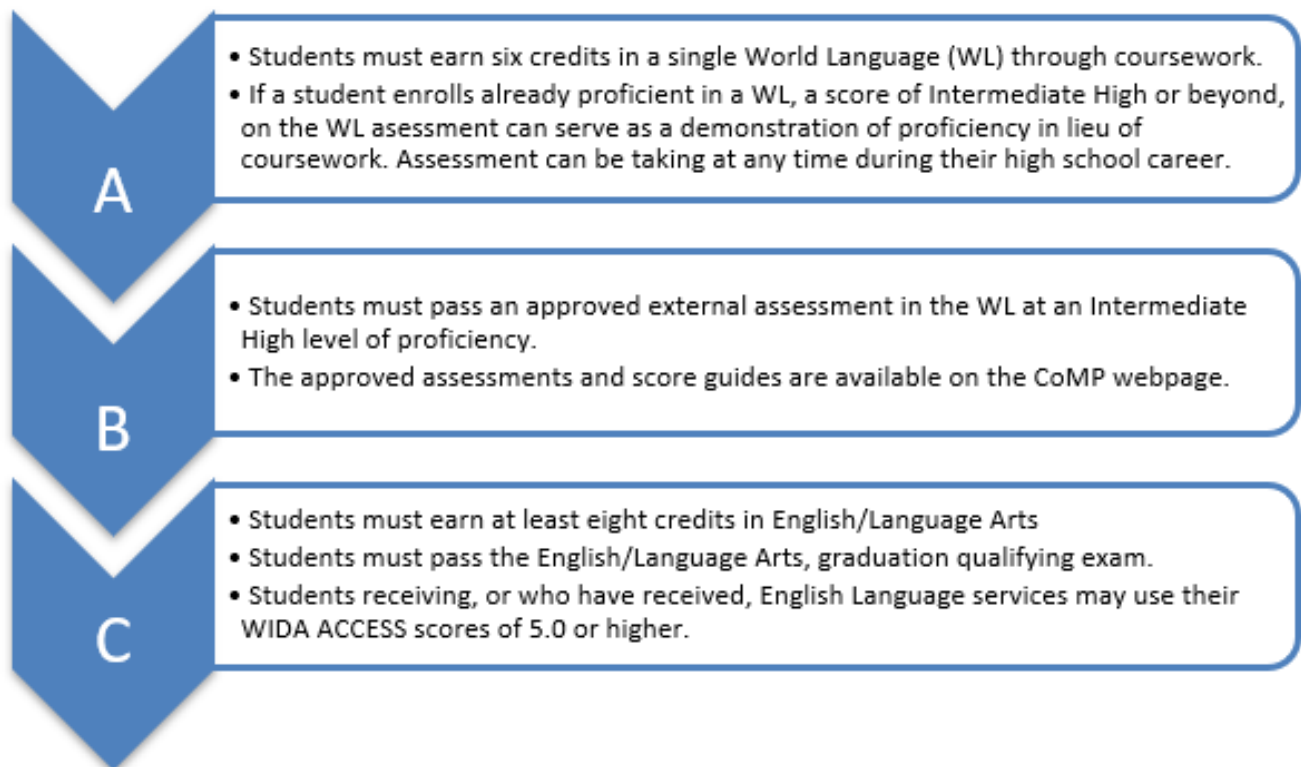 A
• Students must earn six credits in a single World Language (WL) through coursework.
• If a student enrolls already proficient in a WL, a score of Intermediate High or beyond,
on the WL asessment can serve as a demonstration of proficiency in lieu of
coursework. Assessment can be taking at any time during their high school career.
B
• Students must pass an approved external assessment in the WL at an Intermediate
High level of proficiency.
• The approved assessments and score guides are available on the CoMP webpage.
C
• Students must earn at least eight credits in English/Language Arts
• Students must pass the English/Language Arts, graduation qualifying exam.
• Students receiving, or who have received, English Language services may use their
WIDA ACCESS scores of 5.0 or higher.